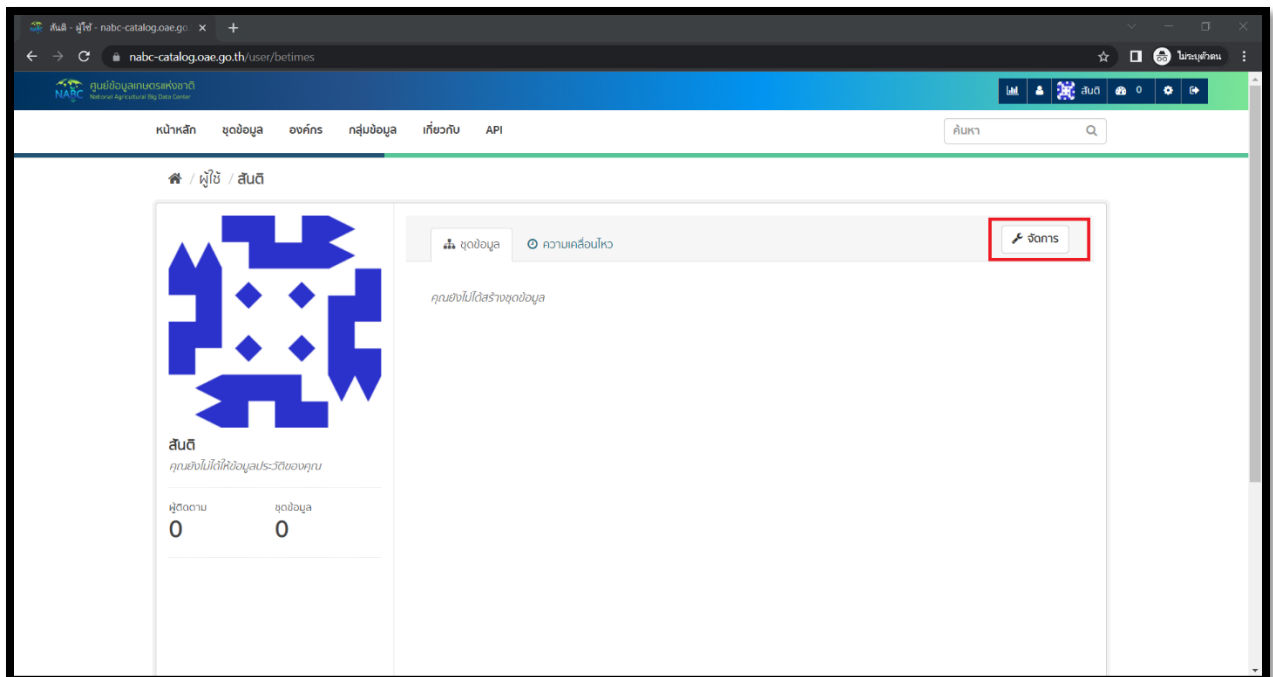 สันติ - ผู้ใช้ - nabc-catalog.oae.go
nabc-catalog.oae.go.th/user/betimes
ไม่ระบุตัวตน
NABC
ศูนย์ข้อมูลเกษตรแห่งชาติ
National Agricultural Big Data Center
สันติ
0
หน้าหลัก ชุดข้อมูล องค์กร กลุ่มข้อมูล เกี่ยวกับ API
ค้นหา
/ ผู้ใช้ / สันติ
ชุดข้อมูล
ความเคลื่อนไหว
จัดการ
คุณยังไม่ได้สร้างชุดข้อมูล
สันติ
คุณยังไม่ได้ให้ข้อมูลประวัติของคุณ
ผู้ติดตาม ชุดข้อมูล
0 0